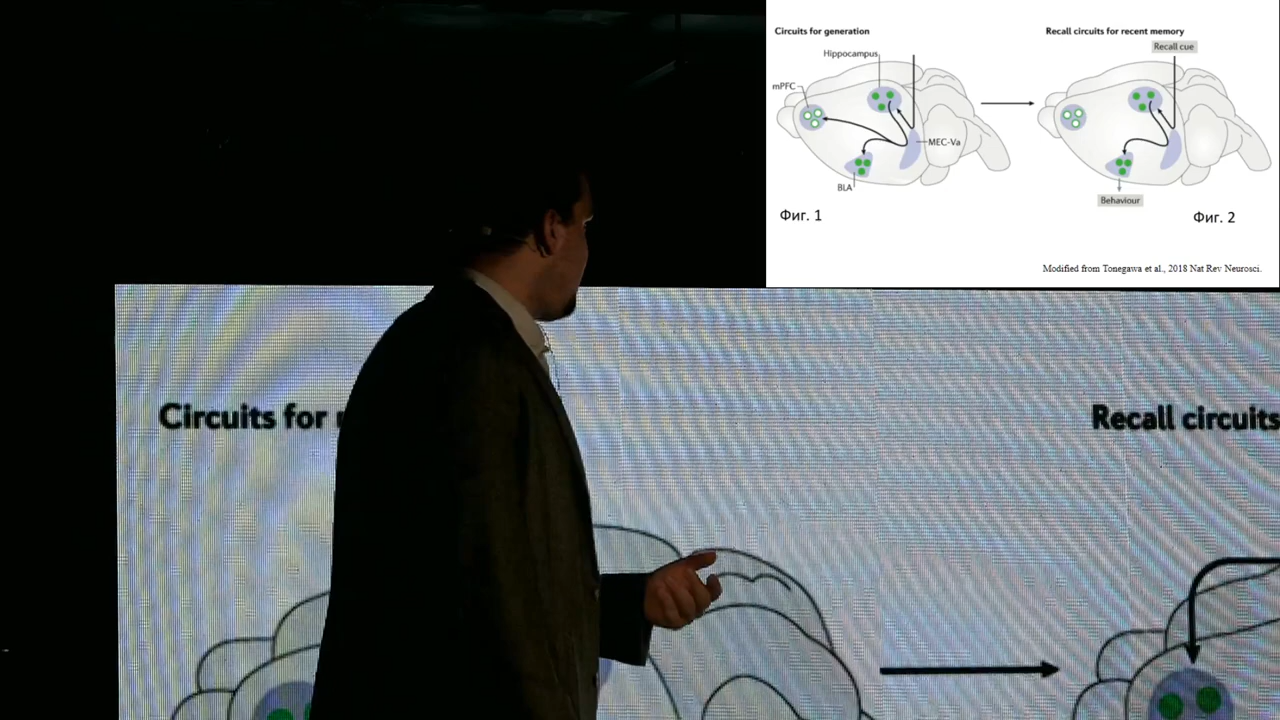 Circuits for generation
Recall circuits for recent memory
Recall cue
Hippocampus
mPFC
MEC-Va
BLA
Behaviour
Фиг. 1
Фиг. 2
Modified from Tonegawa et al., 2018 Nat Rev Neurosci.
Circuits for
Recall circuits